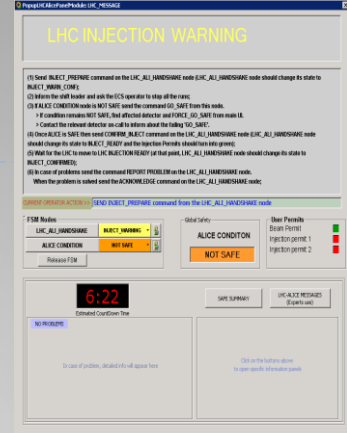 PopupLHCAlicePanelModule: LHC_MESSAGE
LHC INJECTION WARNING
(1) Send INJECT_PREPARE command on the LHC_ALI_HANDSHAKE node (LHC_ALI_HANDSHAKE node should change its state to
INJECT_WARN_CONF);
(2) Inform the shift leader and ask the ECS operator to stop all the runs;
(3) If ALICE CONDITION node is NOT SAFE send the command GO_SAFE from this node.
> If condition remains NOT SAFE, find affected detector and FORCE_GO_SAFE from main UI.
> Contact the relevant detector on-call to inform about the failing 'GO_SAFE'.
(4) Once ALICE is SAFE then send CONFIRM_INJECT command on the LHC_ALI_HANDSHAKE node (LHC_ALI_HANDSHAKE node
should change its state to INJECT_READY and the Injection Permits should turn into green);
(5) Wait for the LHC to move to LHC INJECTION READY (at that point, LHC_ALI_HANDSHAKE node should change its state to
INJECT_CONFIRMED);
(6) In case of problems send the command REPORT PROBLEM on the LHC_ALI_HANDSHAKE node.
When the problem is solved send the ACKNOWLEDGE command on the LHC_ALI_HANDSHAKE node;
CURRENT OPERATOR ACTION >> SEND INJECT_PREPARE command from the LHC_ALI_HANDSHAKE node
FSM Nodes
LHC_ALI_HANDSHAKE INJECT_WARNING
ALICE CONDITION NOT SAFE
Release FSM
Global Safety
ALICE CONDITON
NOT SAFE
User Permits
Beam Permit
Injection permit 1
Injection permit 2
6:22
Estimated CountDown Time
SAFE SUMMARY
LHC-ALICE MESSAGES
(Experts use)
NO PROBLEMS
In case of problem, detailed info will appear here
Click on the buttons above
to open specific information panels